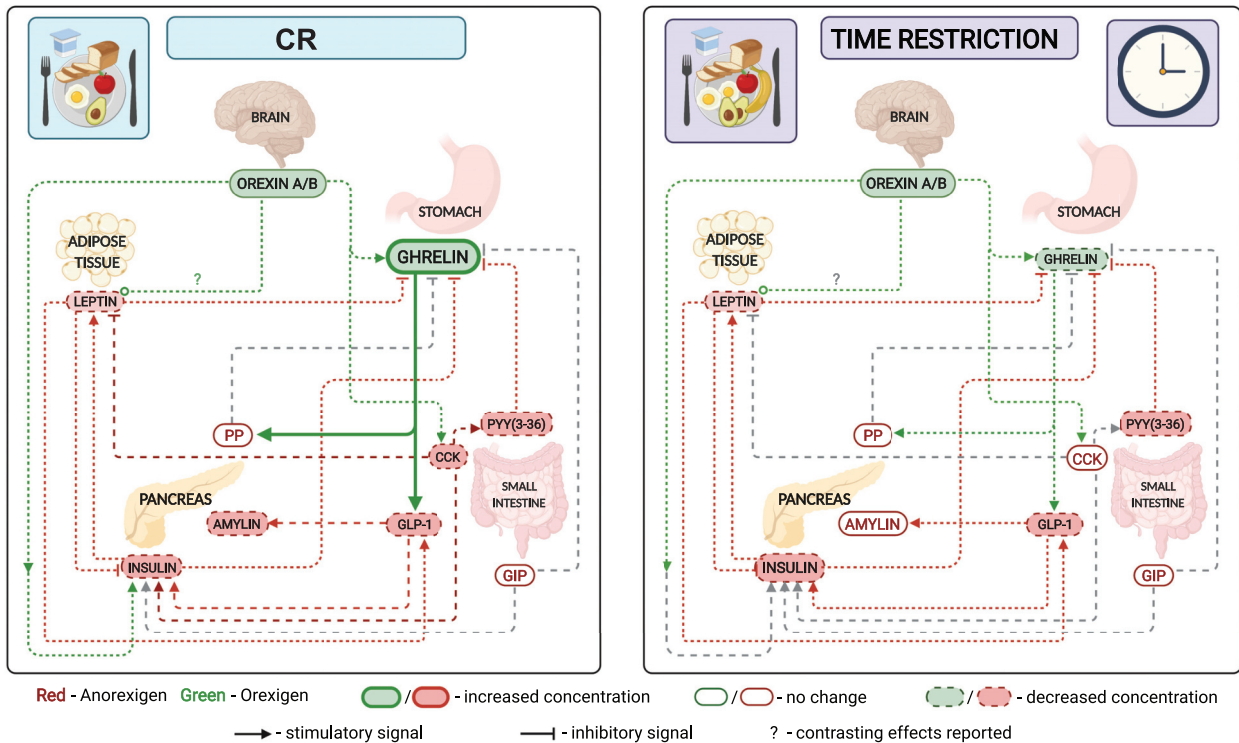 CR
BRAIN
OREXIN A/B
STOMACH
ADIPOSE
TISSUE
GHRELIN
?
LEPTIN
PP
PYY(3-36)
CCK
SMALL
INTESTINE
PANCREAS
AMYLIN
GLP-1
INSULIN
GIP
TIME RESTRICTION
BRAIN
OREXIN A/B
STOMACH
ADIPOSE
TISSUE
GHRELIN
?
LEPTIN
PP
PYY(3-36)
CCK
SMALL
INTESTINE
PANCREAS
AMYLIN
GLP-1
INSULIN
GIP
Red - Anorexigen Green - Orexigen / - increased concentration / - no change / - decreased concentration
- stimulatory signal - inhibitory signal ? - contrasting effects reported